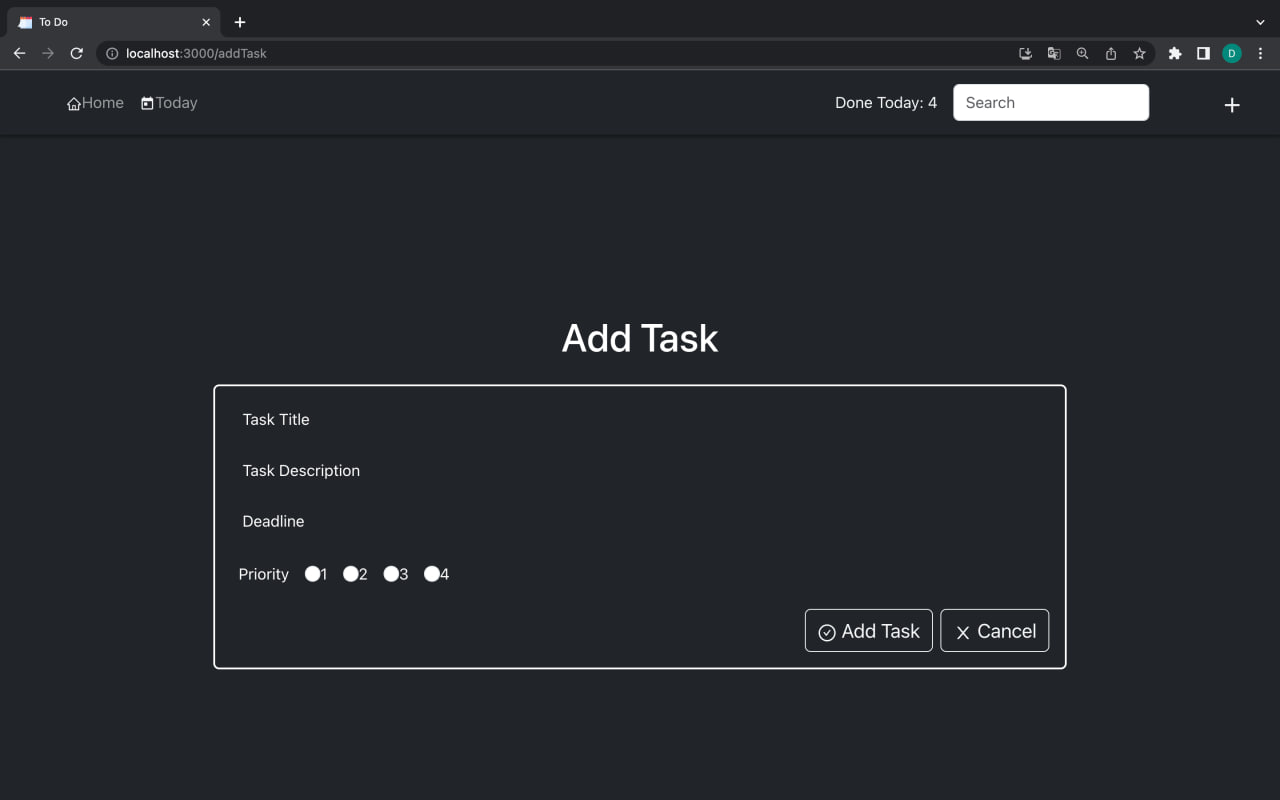 To Do
localhost:3000/addTask
D
Home Today Done Today: 4 Search
Add Task
Task Title
Task Description
Deadline
Priority 1 2 3 4
Add Task Cancel